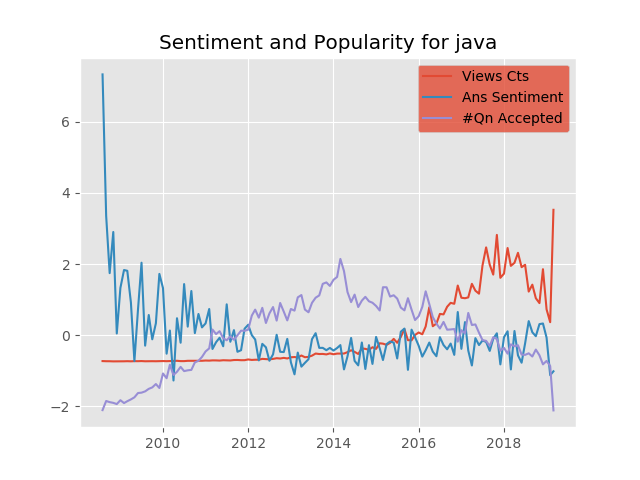 Sentiment and Popularity for java
Views Cts
Ans Sentiment
#Qn Accepted
6
4
2
0
−2
2010 2012 2014 2016 2018